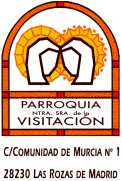 PARROQUIA
NTRA. SRA. de la
VISITACIÓN
C/COMUNIDAD DE MURCIA Nº 1
28230 LAS ROZAS DE MADRID